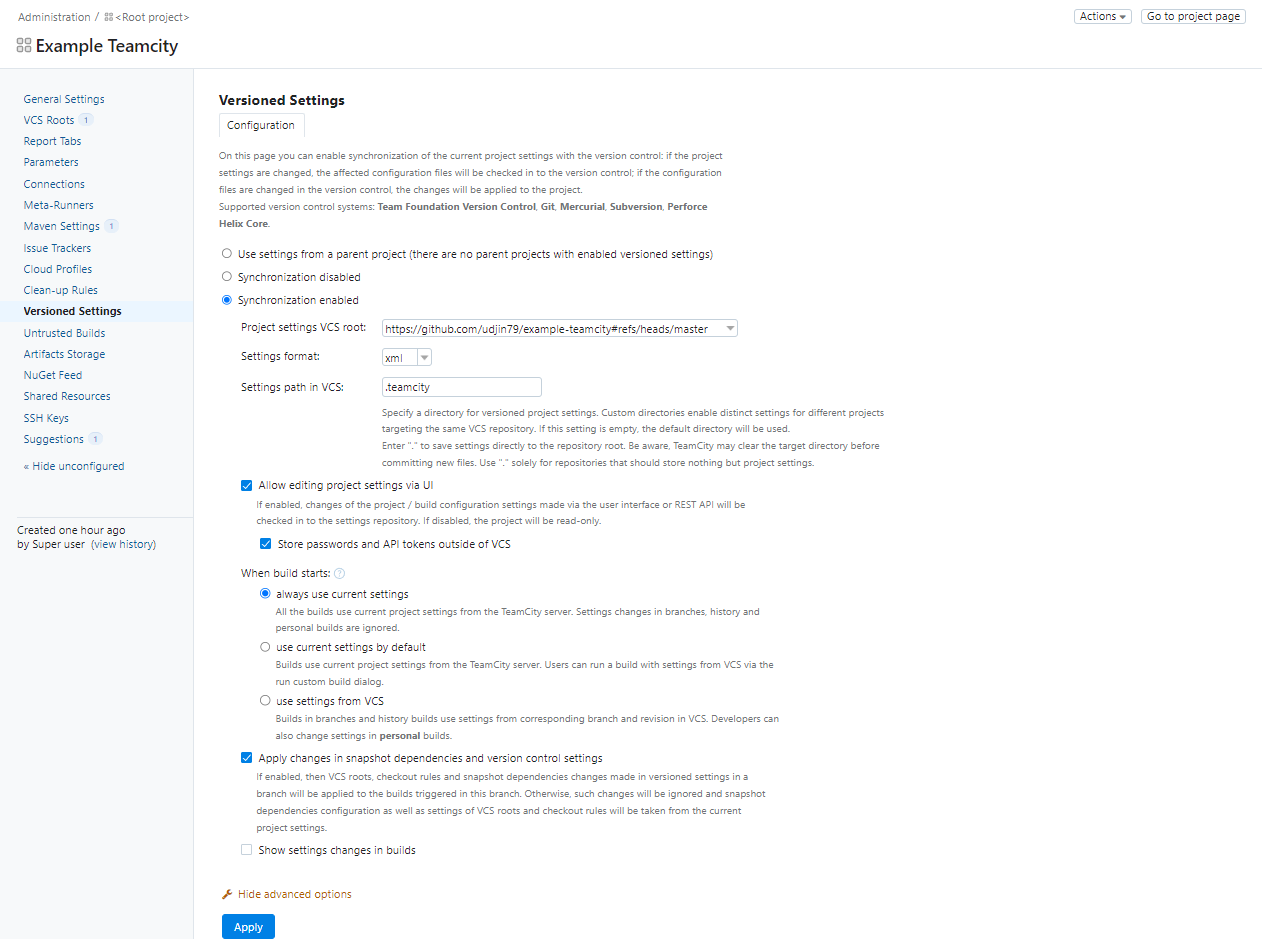 Administration / <Root project>
Actions
Go to project page
Example Teamcity
General Settings
VCS Roots 1
Report Tabs
Parameters
Connections
Meta-Runners
Maven Settings 1
Issue Trackers
Cloud Profiles
Clean-up Rules
Versioned Settings
Untrusted Builds
Artifacts Storage
NuGet Feed
Shared Resources
SSH Keys
Suggestions 1
« Hide unconfigured
Created one hour ago
by Super user (view history)
Versioned Settings
Configuration
On this page you can enable synchronization of the current project settings with the version control: if the project
settings are changed, the affected configuration files will be checked in to the version control; if the configuration
files are changed in the version control, the changes will be applied to the project.
Supported version control systems: Team Foundation Version Control, Git, Mercurial, Subversion, Perforce
Helix Core.
Use settings from a parent project (there are no parent projects with enabled versioned settings)
Synchronization disabled
Synchronization enabled
Project settings VCS root: https://github.com/udjin79/example-teamcity#refs/heads/master
Settings format: xml
Settings path in VCS: .teamcity
Specify a directory for versioned project settings. Custom directories enable distinct settings for different projects
targeting the same VCS repository. If this setting is empty, the default directory will be used.
Enter "." to save settings directly to the repository root. Be aware, TeamCity may clear the target directory before
committing new files. Use "." solely for repositories that should store nothing but project settings.
Allow editing project settings via UI
If enabled, changes of the project / build configuration settings made via the user interface or REST API will be
checked in to the settings repository. If disabled, the project will be read-only.
Store passwords and API tokens outside of VCS
When build starts: ?
always use current settings
All the builds use current project settings from the TeamCity server. Settings changes in branches, history and
personal builds are ignored.
use current settings by default
Builds use current project settings from the TeamCity server. Users can run a build with settings from VCS via the
run custom build dialog.
use settings from VCS
Builds in branches and history builds use settings from corresponding branch and revision in VCS. Developers can
also change settings in personal builds.
Apply changes in snapshot dependencies and version control settings
If enabled, then VCS roots, checkout rules and snapshot dependencies changes made in versioned settings in a
branch will be applied to the builds triggered in this branch. Otherwise, such changes will be ignored and snapshot
dependencies configuration as well as settings of VCS roots and checkout rules will be taken from the current
project settings.
Show settings changes in builds
Hide advanced options
Apply